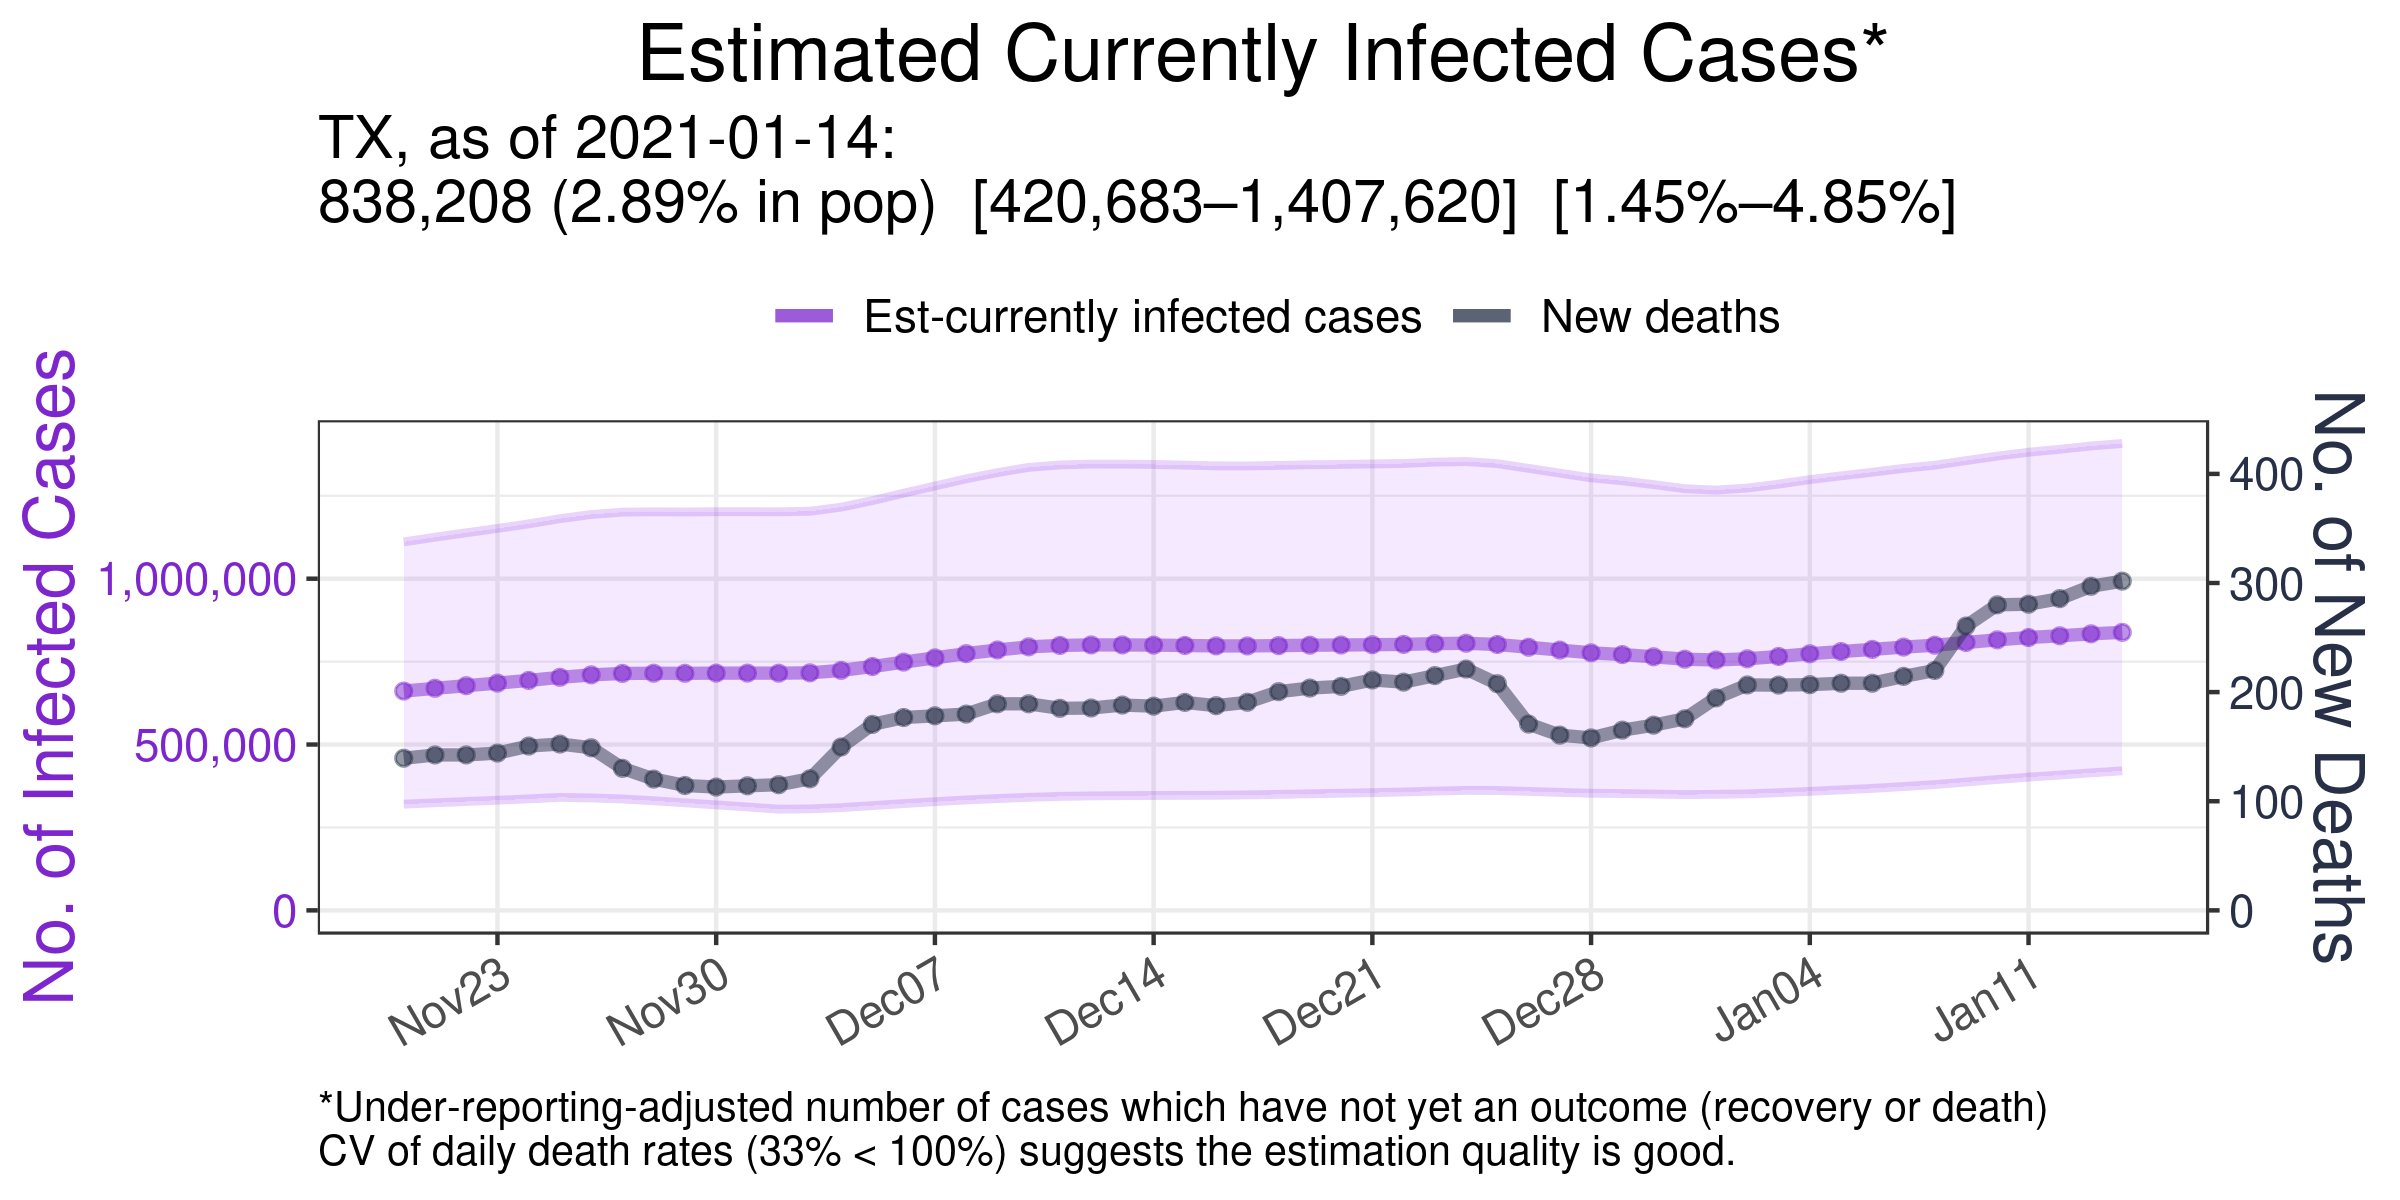 Estimated Currently Infected Cases*
TX, as of 2021-01-14:
838,208 (2.89% in pop)  [420,683–1,407,620]  [1.45%–4.85%]
Est-currently infected cases
New deaths
No. of Infected Cases
1,000,000
500,000
0
No. of New Deaths
400
300
200
100
0
Nov23
Nov30
Dec07
Dec14
Dec21
Dec28
Jan04
Jan11
*Under-reporting-adjusted number of cases which have not yet an outcome (recovery or death)
CV of daily death rates (33% < 100%) suggests the estimation quality is good.